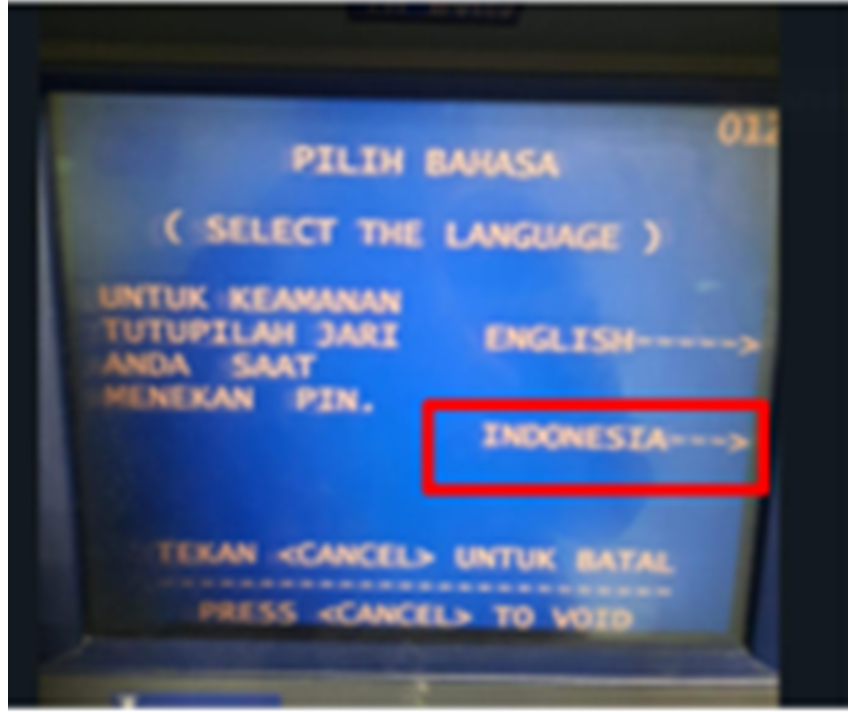 012
PILIH BAHASA
( SELECT THE LANGUAGE )
UNTUK KEAMANAN
TUTUPILAH JARI
ANDA SAAT
MENEKAN PIN.
ENGLISH----->
INDONESIA--->
TEKAN <CANCEL> UNTUK BATAL
----------------------------
PRESS <CANCEL> TO VOID